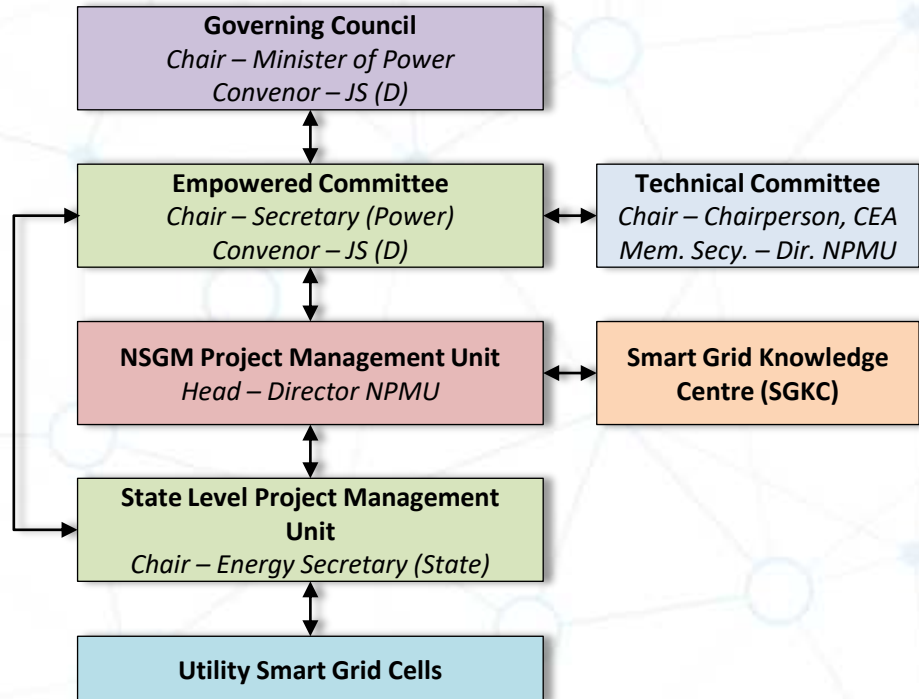 Governing Council
Chair – Minister of Power
Convenor – JS (D)
Empowered Committee
Chair – Secretary (Power)
Convenor – JS (D)
Technical Committee
Chair – Chairperson, CEA
Mem. Secy. – Dir. NPMU
NSGM Project Management Unit
Head – Director NPMU
Smart Grid Knowledge
Centre (SGKC)
State Level Project Management
Unit
Chair – Energy Secretary (State)
Utility Smart Grid Cells